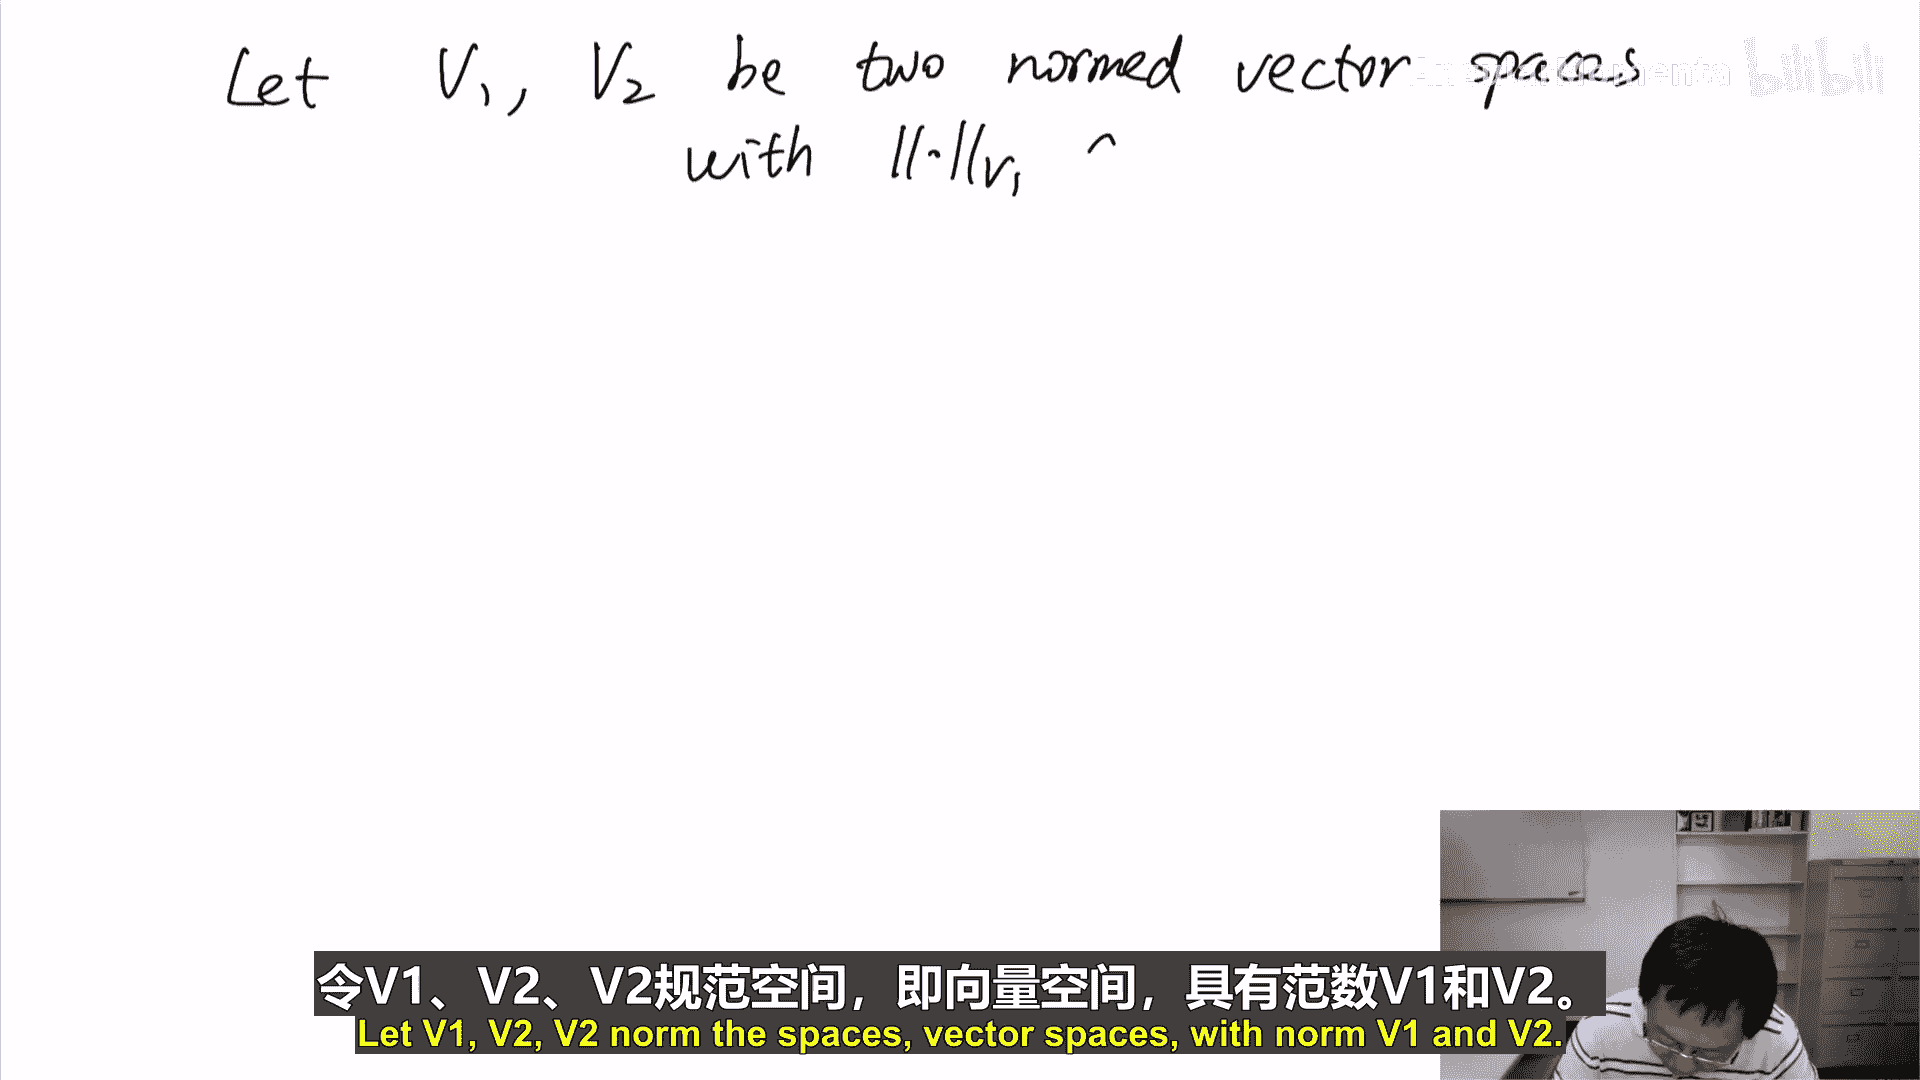 Let V₁, V₂ be two normed vector spaces
bilibili
with ||·||V₁
令V1、V2、V2规范空间，即向量空间，具有范数V1和V2。
Let V1, V2, V2 norm the spaces, vector spaces, with norm V1 and V2.